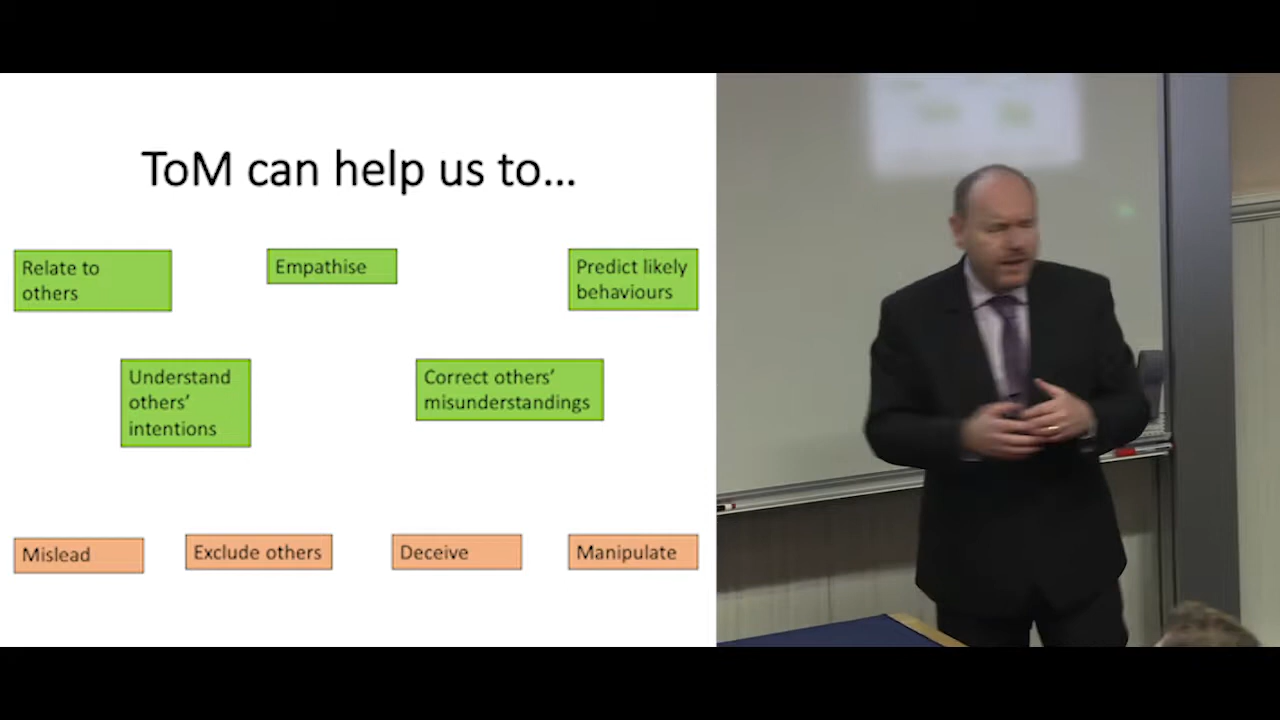 ToM can help us to...
Relate to
others
Empathise
Predict likely
behaviours
Understand
others’
intentions
Correct others’
misunderstandings
Mislead
Exclude others
Deceive
Manipulate